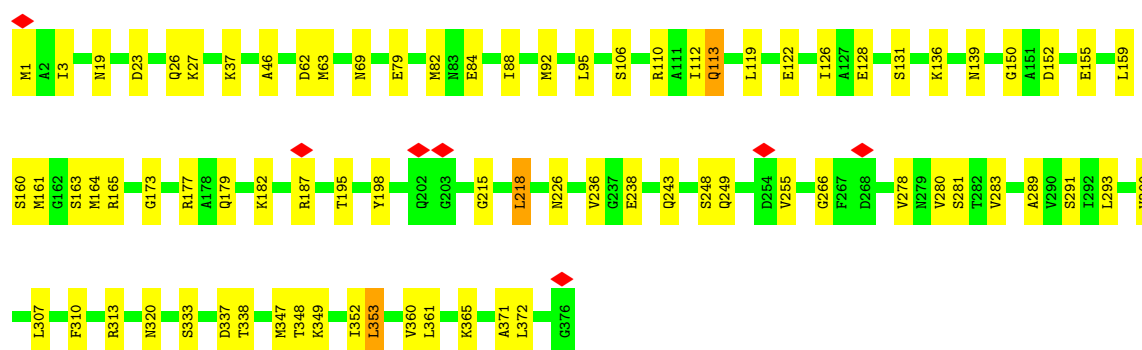 M1 A2 I3 N19 D23 Q26 K27 K37 A46 D62 M63 N69 E79 M82 N83 E84 I88 M92 L95 S106 R110 A111 I112 Q113 L119 E122 I126 A127 E128 S131 K136 N139 G150 A151 D152 E155 L159
S160 M161 G162 S163 M164 R165 G173 R177 A178 Q179 K182 R187 T195 Y198 Q202 G203 G215 L218 N226 V236 G237 E238 Q243 S248 Q249 D254 V255 G266 F267 D268 V278 N279 V280 S281 T282 V283 A289 V290 S291 I292 L293
L307 F310 R313 N320 S333 D337 T338 M347 T348 K349 I352 L353 V360 L361 K365 A371 L372 G376